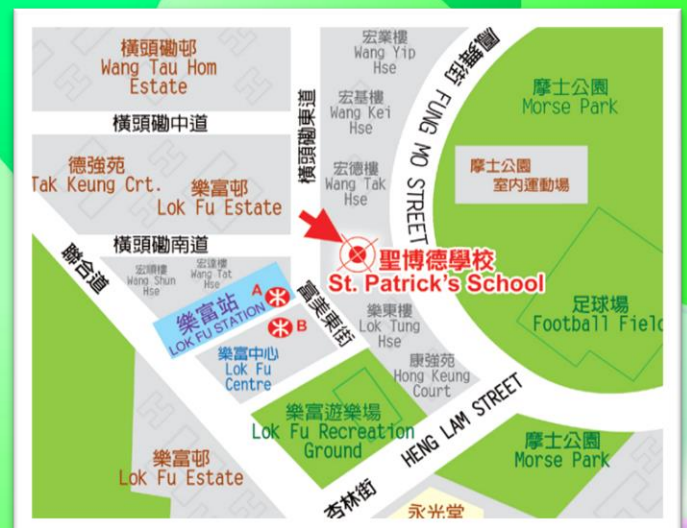 橫頭磡邨
Wang Tau Hom
Estate
橫頭磡中道
德強苑
Tak Keung Crt.
樂富邨
Lok Fu Estate
橫頭磡南道
聯合道
宏順樓
Wang Shun
Hse
宏達樓
Wang Tat
Hse
A
樂富站
LOK FU STATION
B
樂富中心
Lok Fu
Centre
樂富邨
Lok Fu Estate
橫頭磡東道
宏業樓
Wang Yip
Hse
宏基樓
Wang Kei
Hse
宏德樓
Wang Tak
Hse
鳳舞街 FUNG MO STREET
摩士公園
Morse Park
摩士公園
室內運動場
聖博德學校
St. Patrick's School
富美東街
樂東樓
Lok Tung
Hse
康強苑
Hong Keung
Court
足球場
Football Field
樂富遊樂場
Lok Fu Recreation
Ground
杏林街 HENG LAM STREET
摩士公園
Morse Park
永光堂